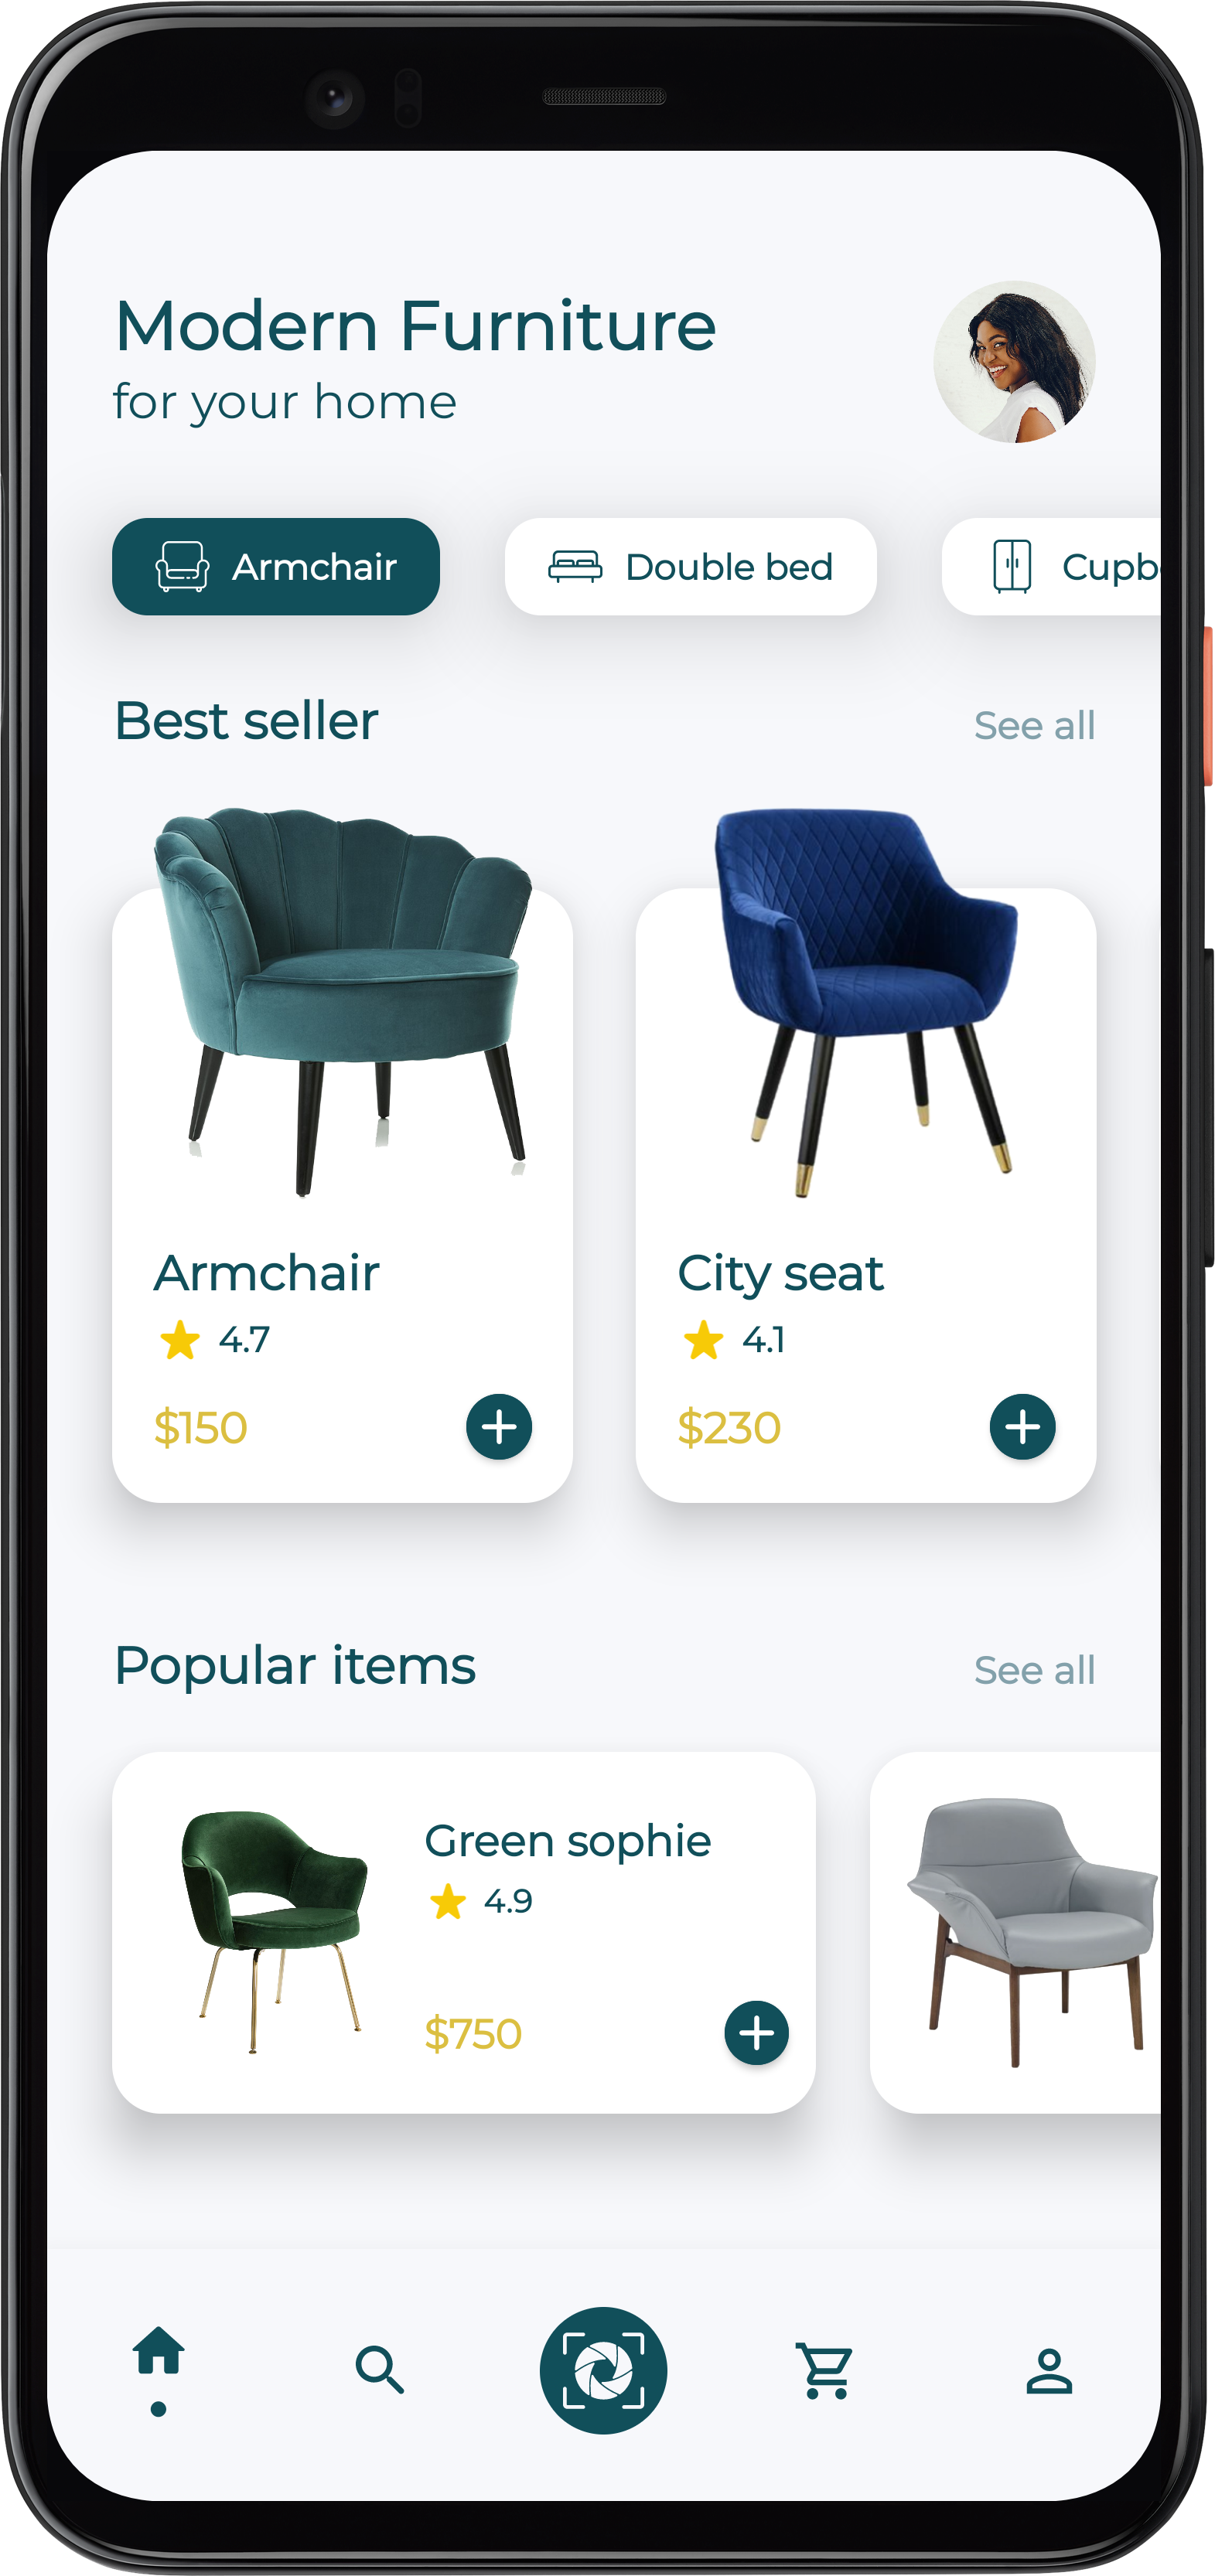 Modern Furniture
for your home
Armchair
Double bed
Best seller
See all
Armchair
4.7
$150
City seat
4.1
$230
Popular items
See all
Green sophie
4.9
$750